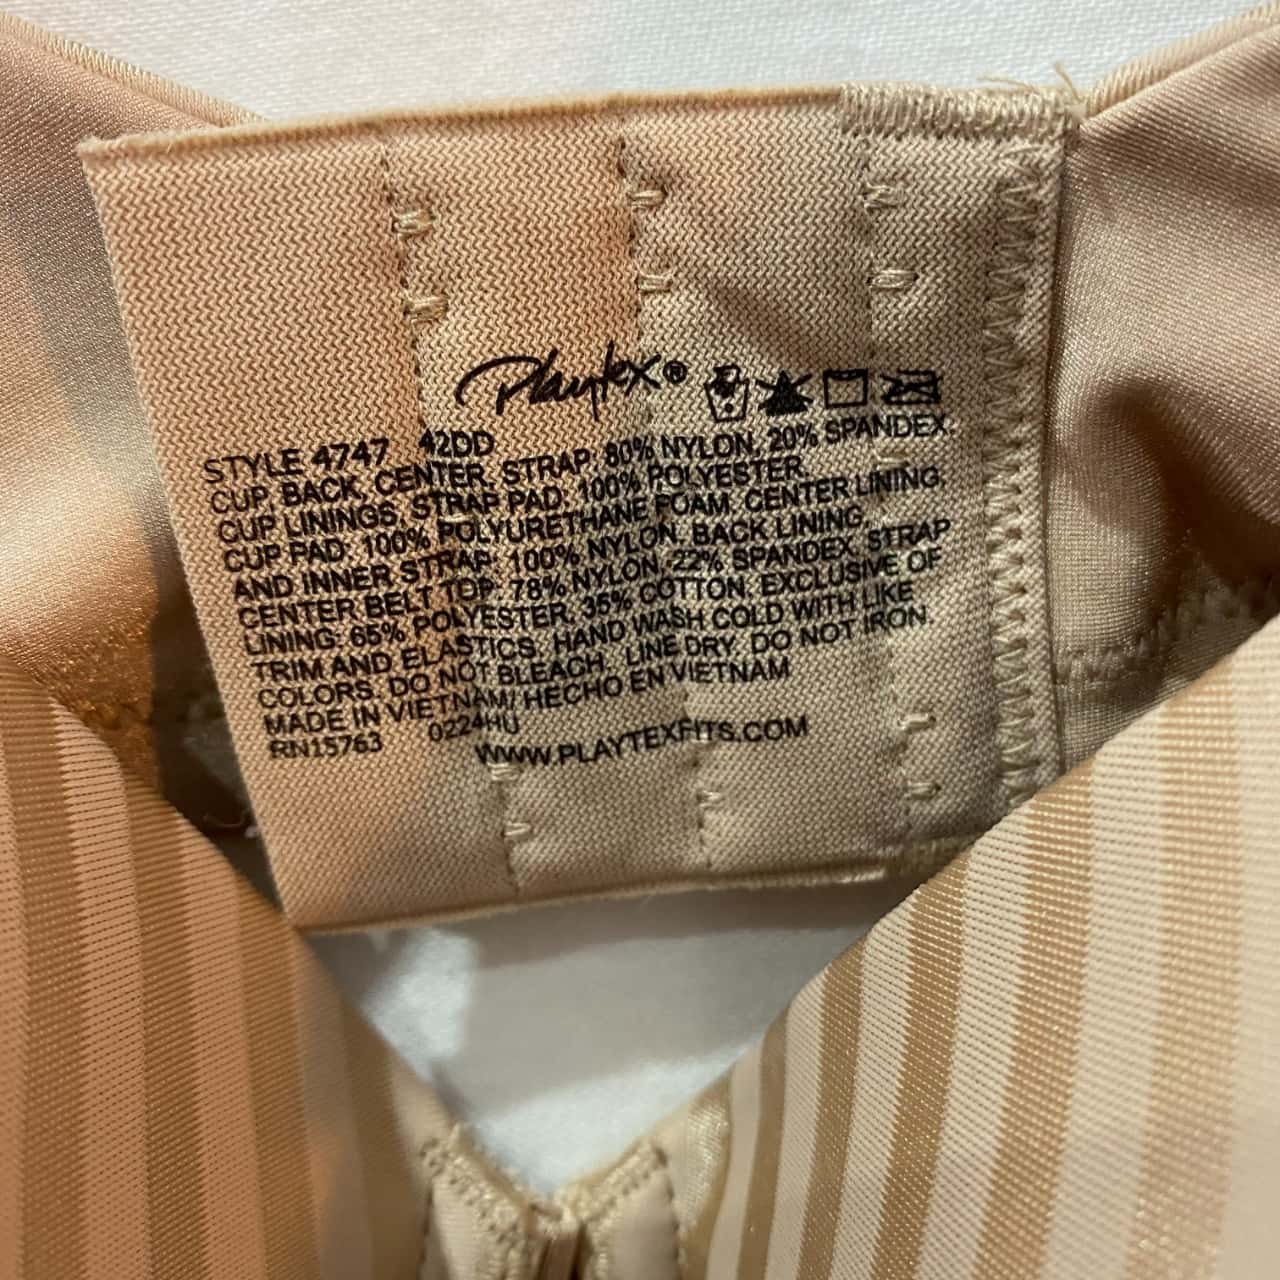 Playtex®
STYLE 4747 42DD
CUP, BACK, CENTER, STRAP: 80% NYLON, 20% SPANDEX.
CUP LININGS, STRAP PAD: 100% POLYESTER.
CUP PAD: 100% POLYURETHANE FOAM. CENTER LINING,
AND INNER STRAP: 100% NYLON. BACK LINING,
CENTER BELT TOP: 78% NYLON, 22% SPANDEX. STRAP
LINING: 65% POLYESTER, 35% COTTON. EXCLUSIVE OF
TRIM AND ELASTICS. HAND WASH COLD WITH LIKE
COLORS. DO NOT BLEACH. LINE DRY. DO NOT IRON
MADE IN VIETNAM/ HECHO EN VIETNAM
RN15763 0224HU
WWW.PLAYTEXFITS.COM